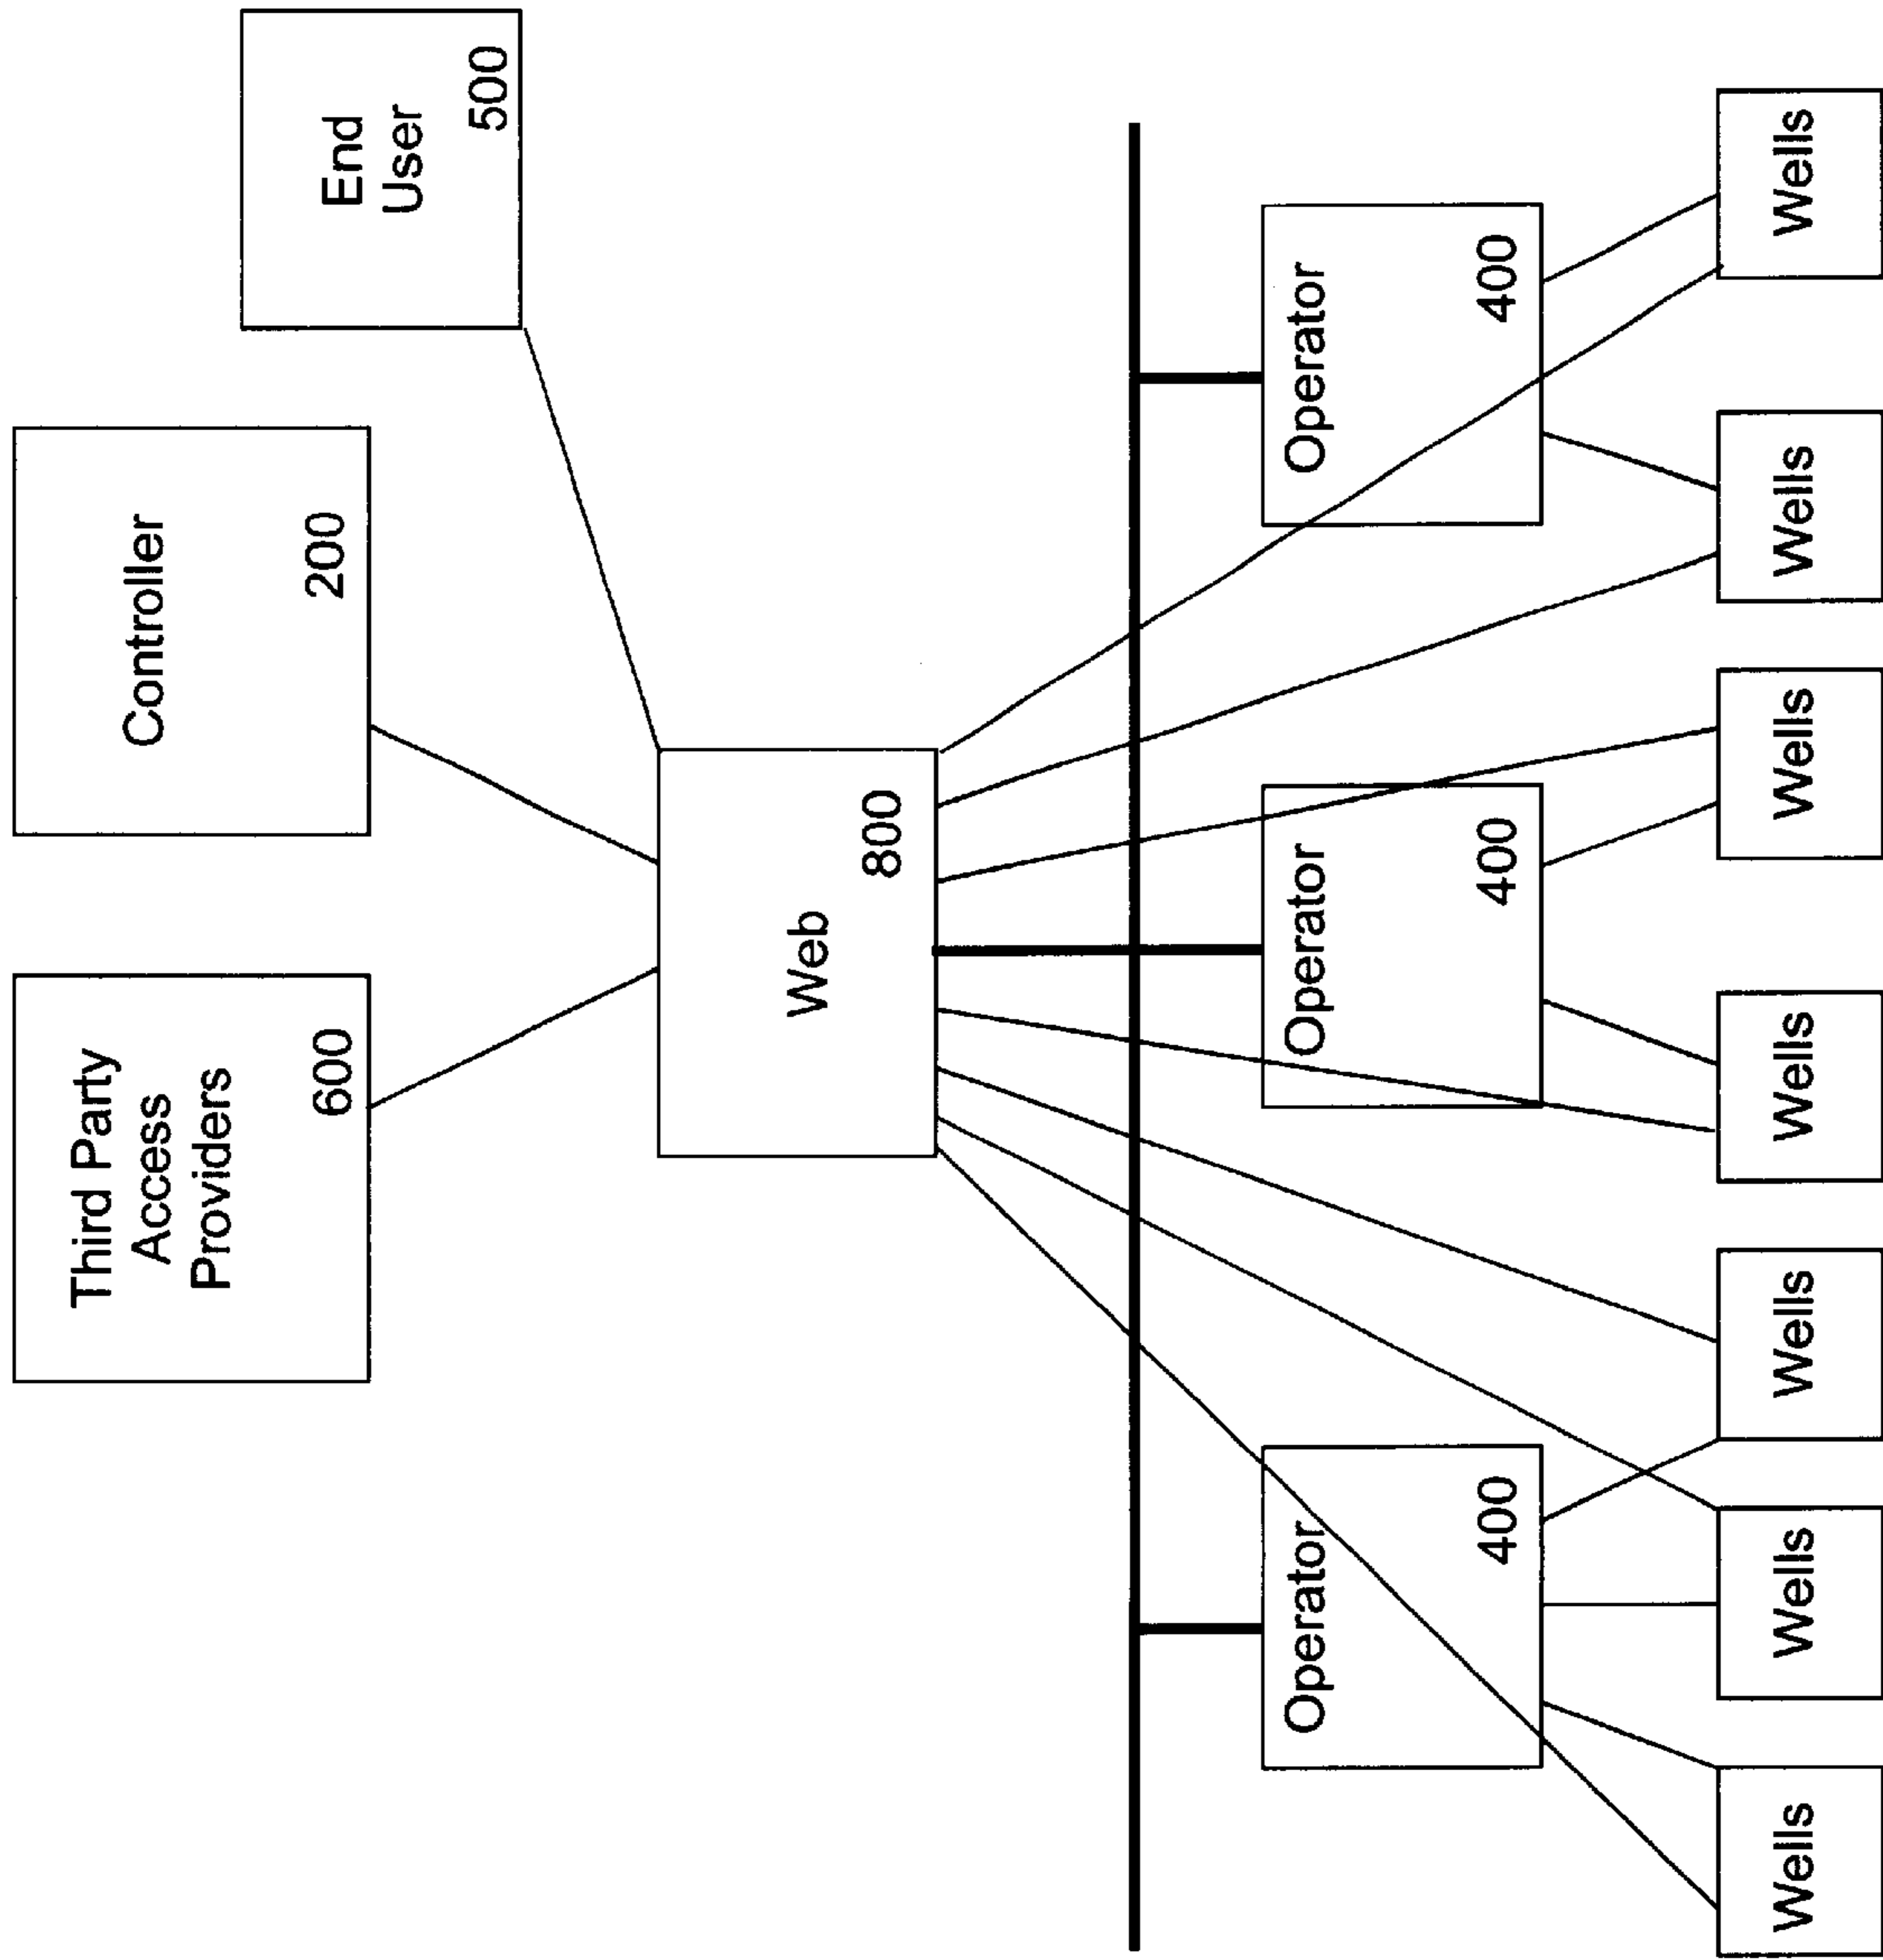 Third Party
Access
Providers
600
Controller
200
End
User
500
Web
800
Operator
400
Operator
400
Operator
400
Wells
Wells
Wells
Wells
Wells
Wells
Wells